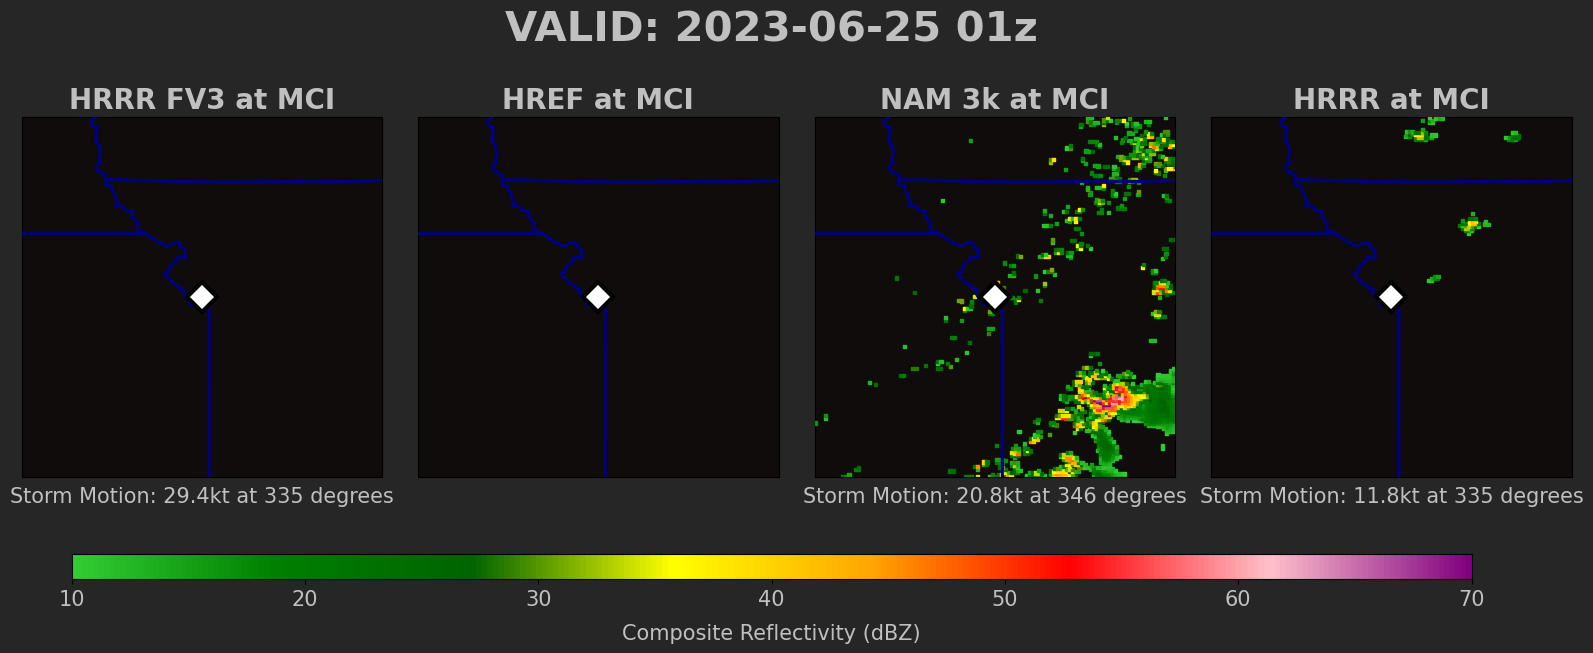 VALID: 2023-06-25 01z
HRRR FV3 at MCI
HREF at MCI
NAM 3k at MCI
HRRR at MCI
Storm Motion: 29.4kt at 335 degrees
Storm Motion: 20.8kt at 346 degrees
Storm Motion: 11.8kt at 335 degrees
10 20 30 40 50 60 70
Composite Reflectivity (dBZ)